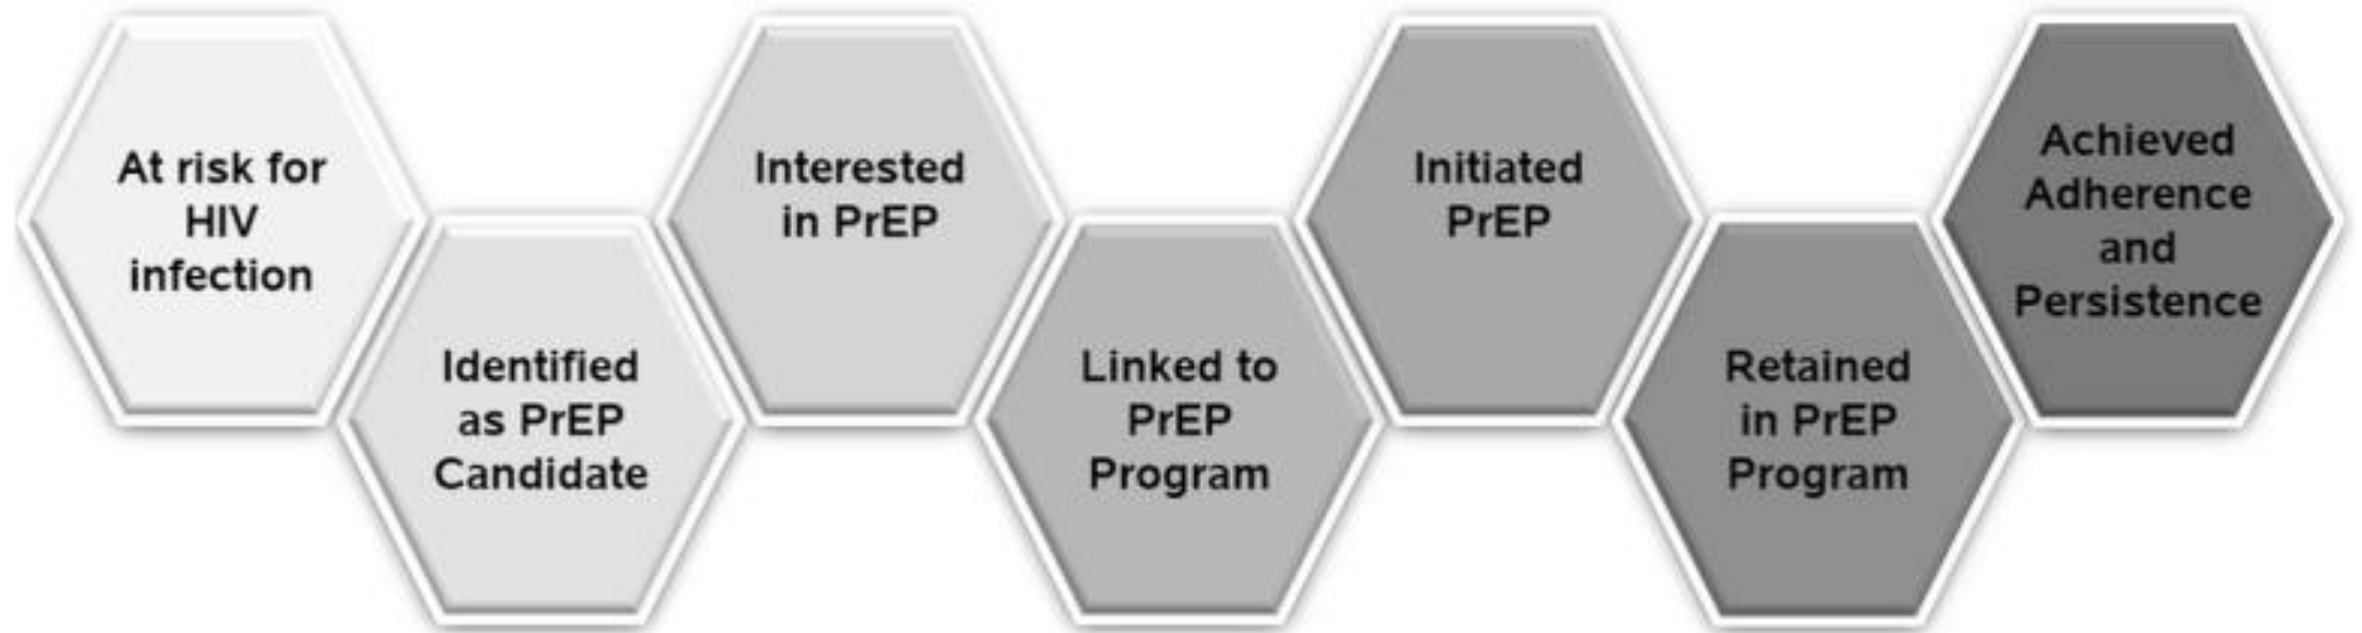 At risk for
HIV
infection
Identified
as PrEP
Candidate
Interested
in PrEP
Linked to
PrEP
Program
Initiated
PrEP
Retained
in PrEP
Program
Achieved
Adherence
and
Persistence